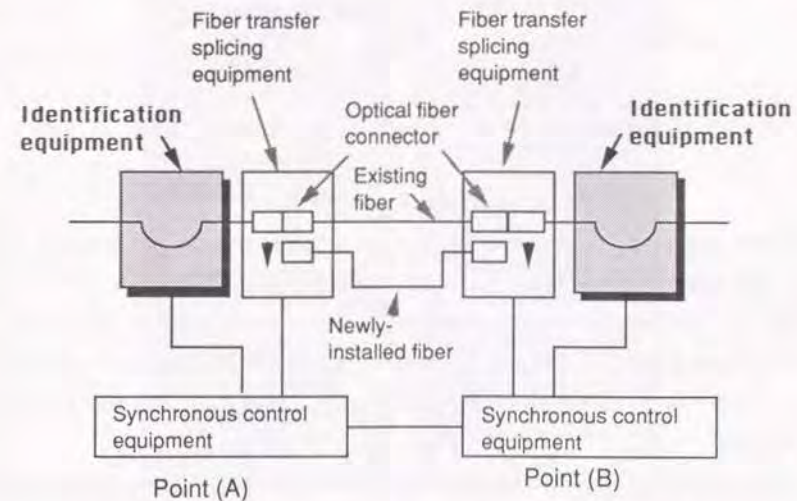 Fiber transfer
splicing
equipment
Fiber transfer
splicing
equipment
Identification
equipment
Optical fiber
connector
Identification
equipment
Existing
fiber
Newly-
installed fiber
Synchronous control
equipment
Synchronous control
equipment
Point (A)
Point (B)